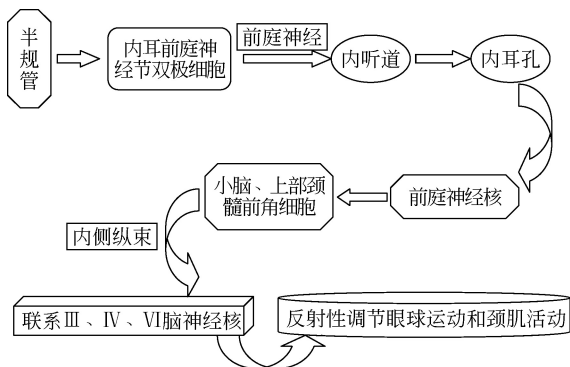 半
规
管
内耳前庭神
经节双极细胞
前庭神经
内听道
内耳孔
小脑、上部颈
髓前角细胞
前庭神经核
内侧纵束
联系Ⅲ、Ⅳ、Ⅵ脑神经核
反射性调节眼球运动和颈肌活动